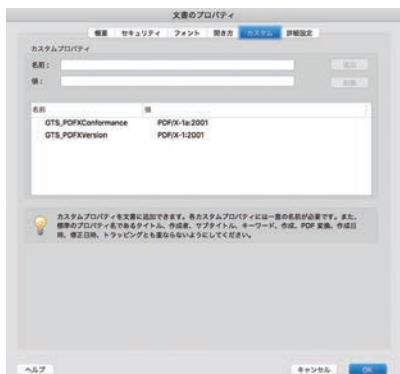 文書のプロパティ
概要 セキュリティ フォント 開き方 カスタム 詳細設定
カスタムプロパティ
名前：
追加
値：
削除
名前 値
GTS_PDFXConformance PDF/X-1a:2001
GTS_PDFXVersion PDF/X-1:2001
カスタムプロパティを文書に追加できます。各カスタムプロパティには一意の名前が必要です。また、
標準のプロパティ名であるタイトル、作成者、サブタイトル、キーワード、作成、PDF 変換、作成日
時、修正日時、トラッピングとも重ならないようにしてください。
ヘルプ キャンセル OK